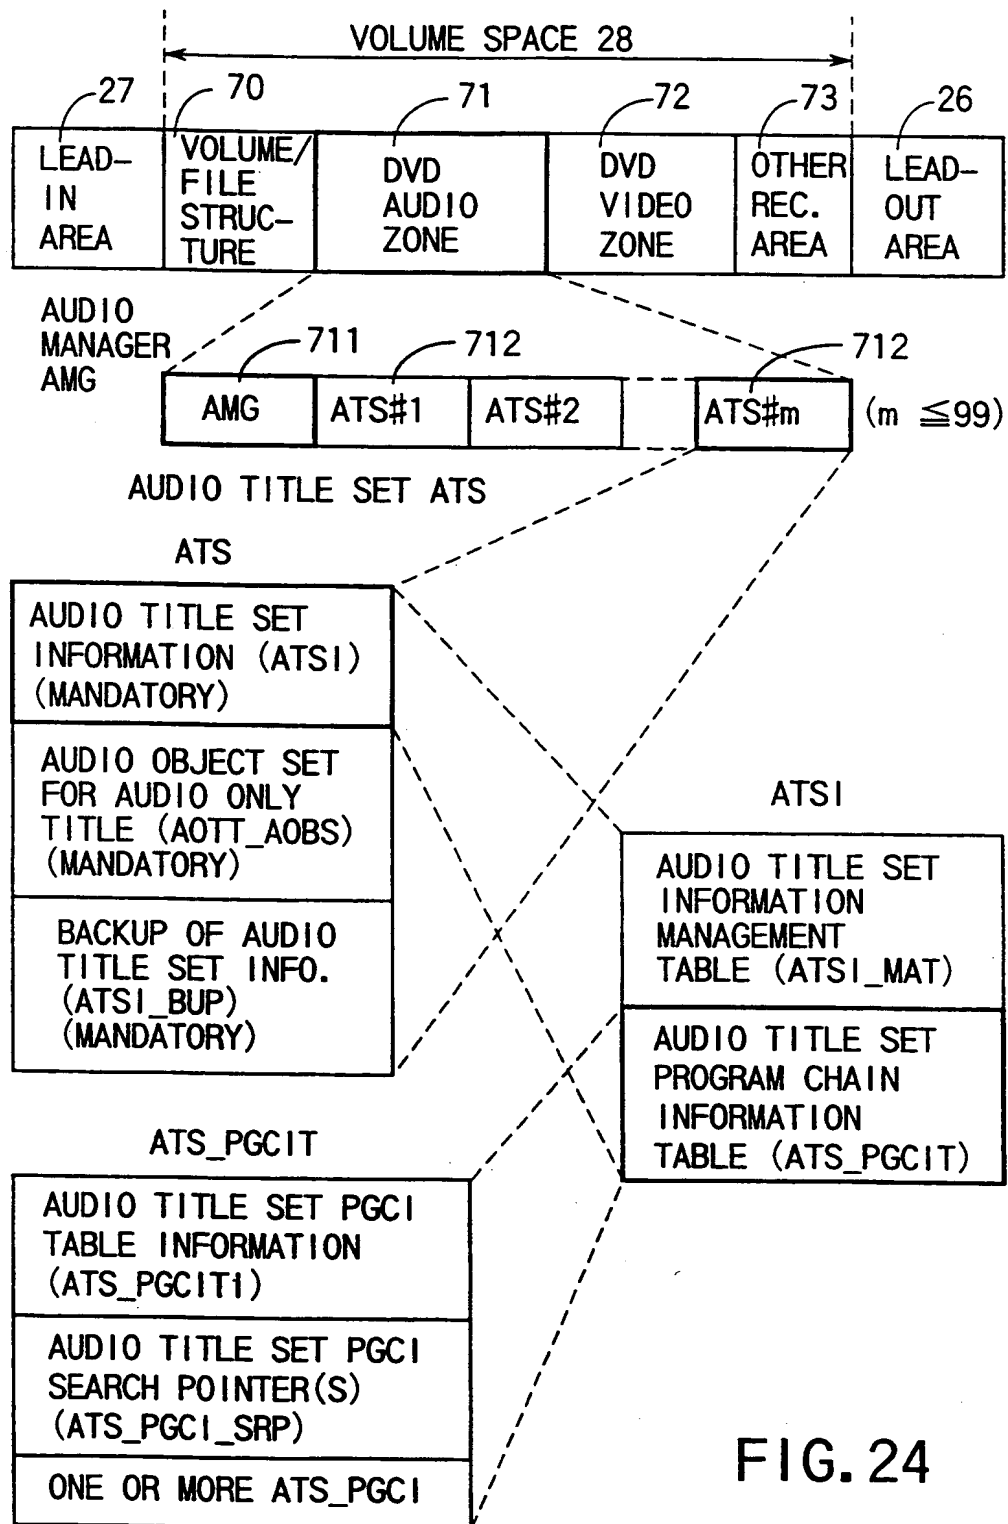 VOLUME SPACE 28
27
70
71
72
73
26
LEAD-
IN
AREA
VOLUME/
FILE
STRUC-
TURE
DVD
AUDIO
ZONE
DVD
VIDEO
ZONE
OTHER
REC.
AREA
LEAD-
OUT
AREA
AUDIO
MANAGER
AMG
711
712
712
AMG
ATS#1
ATS#2
ATS#m
(m ≦99)
AUDIO TITLE SET ATS
ATS
AUDIO TITLE SET
INFORMATION (ATSI)
(MANDATORY)
AUDIO OBJECT SET
FOR AUDIO ONLY
TITLE (AOTT_AOBS)
(MANDATORY)
BACKUP OF AUDIO
TITLE SET INFO.
(ATSI_BUP)
(MANDATORY)
ATSI
AUDIO TITLE SET
INFORMATION
MANAGEMENT
TABLE (ATSI_MAT)
AUDIO TITLE SET
PROGRAM CHAIN
INFORMATION
TABLE (ATS_PGCIT)
ATS_PGCIT
AUDIO TITLE SET PGCI
TABLE INFORMATION
(ATS_PGCITi)
AUDIO TITLE SET PGCI
SEARCH POINTER(S)
(ATS_PGCI_SRP)
ONE OR MORE ATS_PGCI
FIG. 24